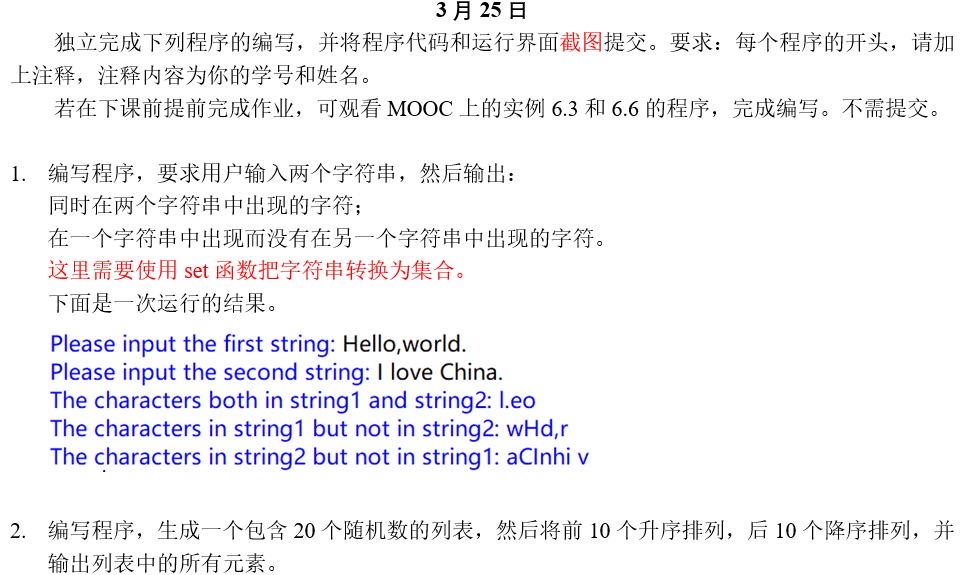 3 月 25 日
独立完成下列程序的编写，并将程序代码和运行界面截图提交。要求：每个程序的开头，请加
上注释，注释内容为你的学号和姓名。
若在下课前提前完成作业，可观看 MOOC 上的实例 6.3 和 6.6 的程序，完成编写。不需提交。
1. 编写程序，要求用户输入两个字符串，然后输出：
同时在两个字符串中出现的字符；
在一个字符串中出现而没有在另一个字符串中出现的字符。
这里需要使用 set 函数把字符串转换为集合。
下面是一次运行的结果。
Please input the first string: Hello,world.
Please input the second string: I love China.
The characters both in string1 and string2: l.eo
The characters in string1 but not in string2: wHd,r
The characters in string2 but not in string1: aCInhi v
2. 编写程序，生成一个包含 20 个随机数的列表，然后将前 10 个升序排列，后 10 个降序排列，并
输出列表中的所有元素。